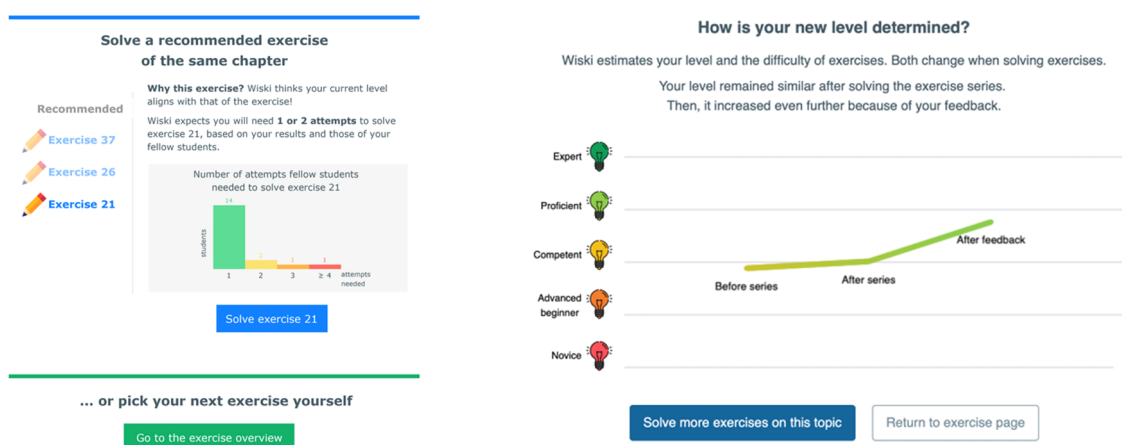 Solve a recommended exercise
of the same chapter
Recommended
Exercise 37
Exercise 26
Exercise 21
Why this exercise? Wiski thinks your current level
aligns with that of the exercise!
Wiski expects you will need 1 or 2 attempts to solve
exercise 21, based on your results and those of your
fellow students.
Number of attempts fellow students
needed to solve exercise 21
14
2
1
1
students
1 2 3 ≥ 4 attempts
needed
Solve exercise 21
... or pick your next exercise yourself
Go to the exercise overview
How is your new level determined?
Wiski estimates your level and the difficulty of exercises. Both change when solving exercises.
Your level remained similar after solving the exercise series.
Then, it increased even further because of your feedback.
Expert
Proficient
Competent
Advanced
beginner
Novice
Before series
After series
After feedback
Solve more exercises on this topic
Return to exercise page